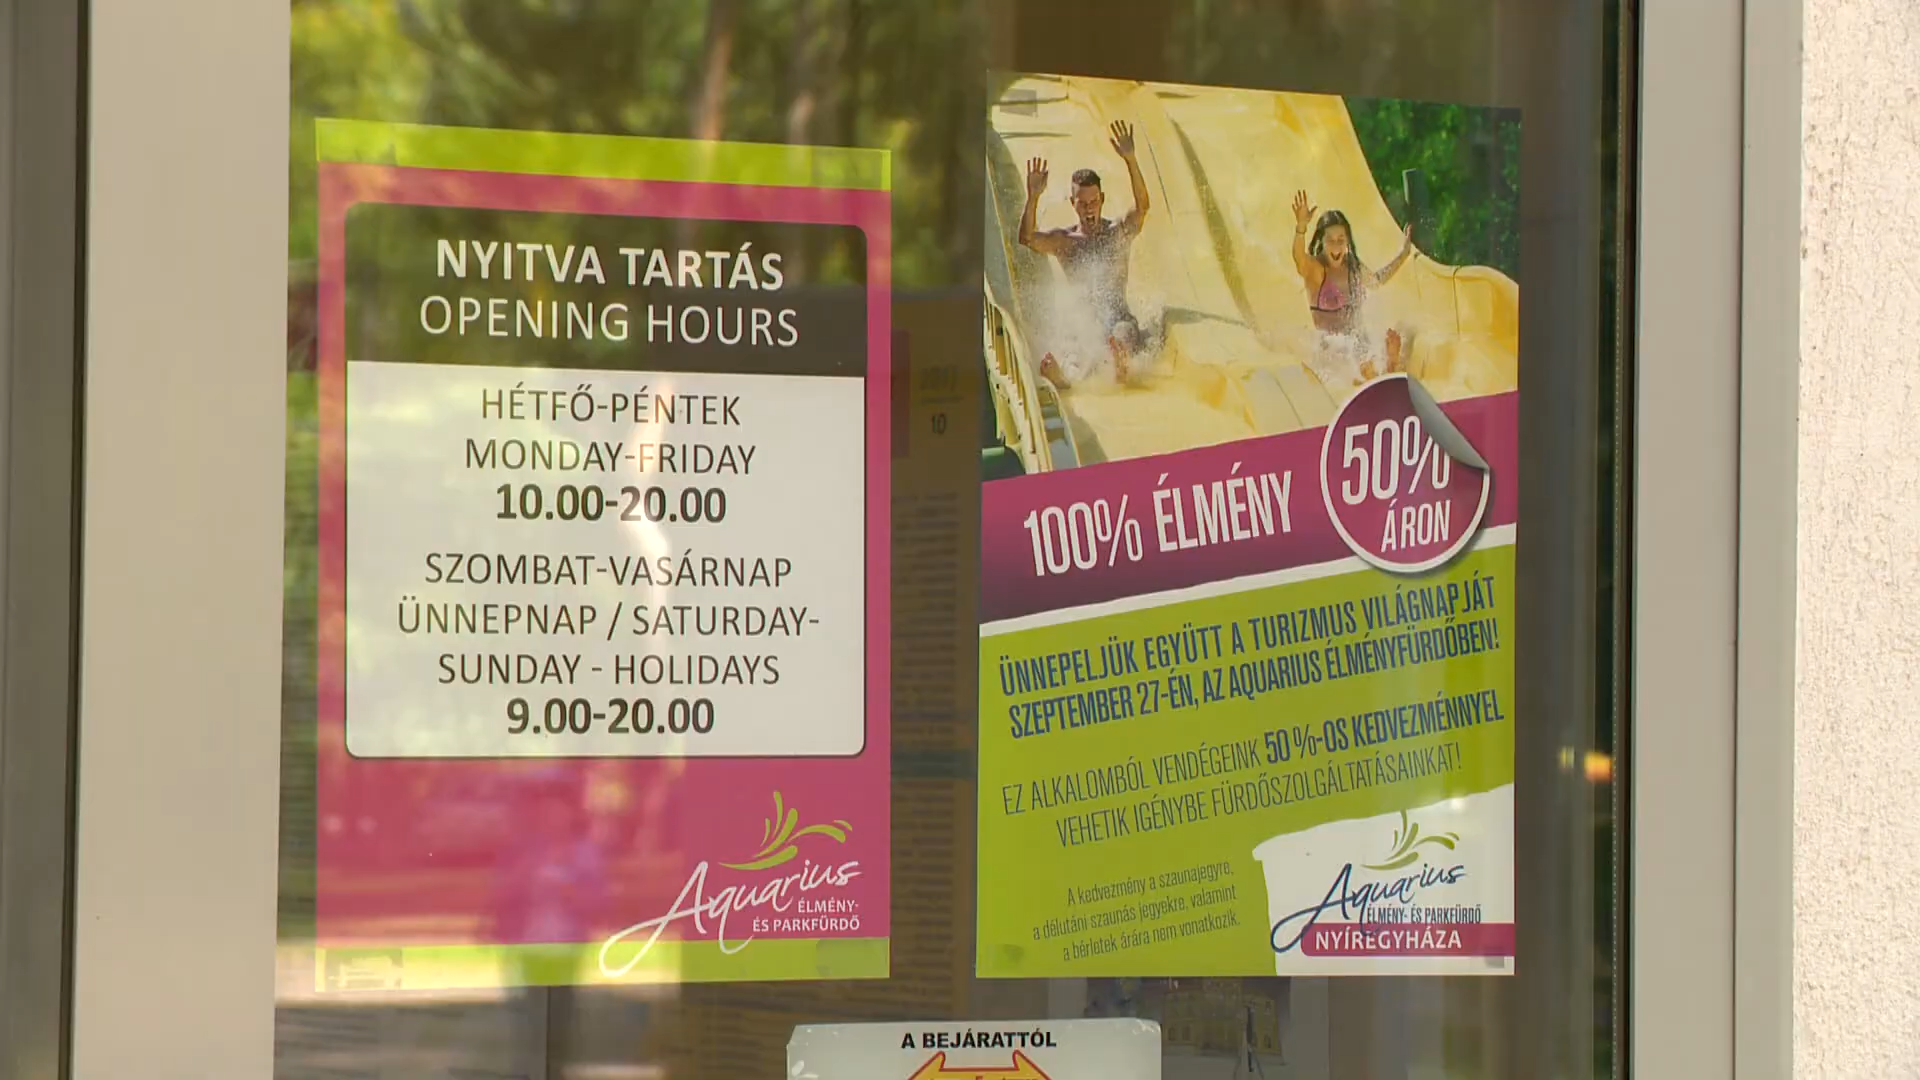 NYITVA TARTÁS
OPENING HOURS
HÉTFŐ-PÉNTEK
MONDAY-FRIDAY
10.00-20.00
SZOMBAT-VASÁRNAP
ÜNNEPNAP / SATURDAY-
SUNDAY - HOLIDAYS
9.00-20.00
Aquarius
ÉLMÉNY-
ÉS PARKFÜRDŐ
100% ÉLMÉNY
50%
ÁRON
ÜNNEPELJÜK EGYÜTT A TURIZMUS VILÁGNAPJÁT
SZEPTEMBER 27-ÉN, AZ AQUARIUS ÉLMÉNYFÜRDŐBEN!
EZ ALKALOMBÓL VENDÉGEINK 50%-OS KEDVEZMÉNNYEL
VEHETIK IGÉNYBE FÜRDŐSZOLGÁLTATÁSAINKAT!
A kedvezmény a szaunajegyre,
a délutáni szaunás jegyekre, valamint
a bérletek árára nem vonatkozik.
Aquarius
ÉLMÉNY- ÉS PARKFÜRDŐ
NYÍREGYHÁZA
2017
10
A BEJÁRATTÓL